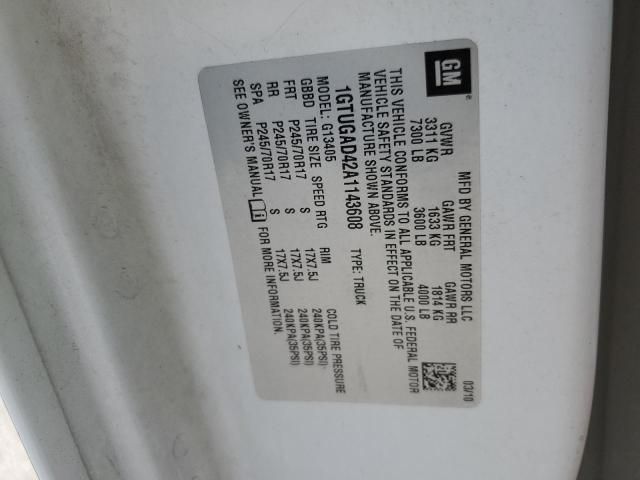 GM
®
MFD BY GENERAL MOTORS LLC
03/10
GVWR GAWR FRT GAWR RR
3311 KG 1633 KG 1814 KG
7300 LB 3600 LB 4000 LB
THIS VEHICLE CONFORMS TO ALL APPLICABLE U.S. FEDERAL MOTOR
VEHICLE SAFETY STANDARDS IN EFFECT ON THE DATE OF
MANUFACTURE SHOWN ABOVE.
1GTUGAD42A1143608 TYPE: TRUCK
MODEL: G13405
GBBD TIRE SIZE SPEED RTG RIM COLD TIRE PRESSURE
FRT P245/70R17 S 17X7.5J 240KPA(35PSI)
RR P245/70R17 S 17X7.5J 240KPA(35PSI)
SPA P245/70R17 S 17X7.5J 240KPA(35PSI)
SEE OWNER'S MANUAL FOR MORE INFORMATION.